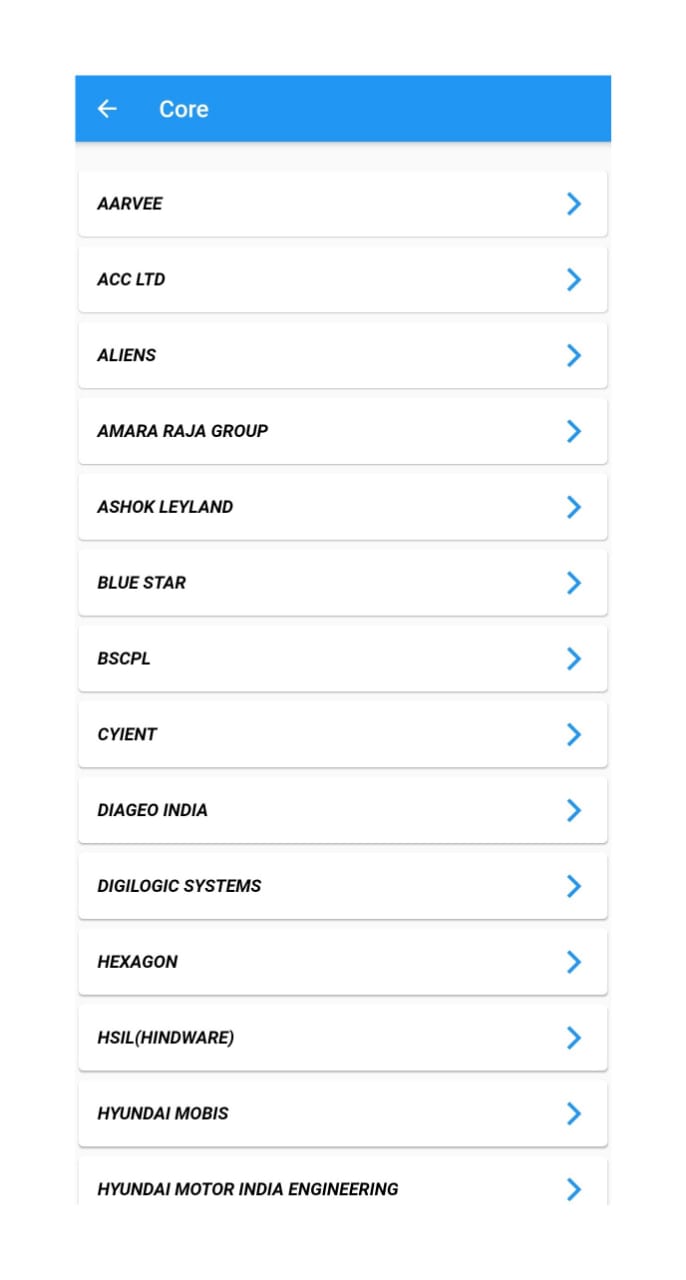 Core
AARVEE
ACC LTD
ALIENS
AMARA RAJA GROUP
ASHOK LEYLAND
BLUE STAR
BSCPL
CYIENT
DIAGEO INDIA
DIGILOGIC SYSTEMS
HEXAGON
HSIL(HINDWARE)
HYUNDAI MOBIS
HYUNDAI MOTOR INDIA ENGINEERING